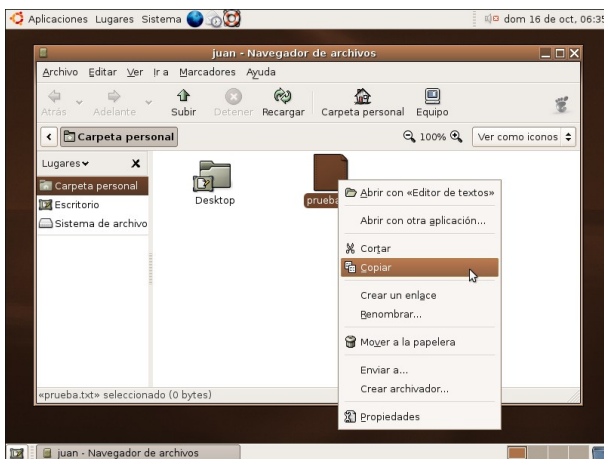 Aplicaciones Lugares Sistema dom 16 de oct, 06:35
juan - Navegador de archivos
Archivo Editar Ver Ir a Marcadores Ayuda
Atrás Adelante Subir Detener Recargar Carpeta personal Equipo
Carpeta personal 100% Ver como iconos
Lugares
Carpeta personal
Escritorio
Sistema de archivo
Desktop
prueba
Abrir con «Editor de textos»
Abrir con otra aplicación...
Cortar
Copiar
Crear un enlace
Renombrar...
Mover a la papelera
Enviar a...
Crear archivador...
Propiedades
«prueba.txt» seleccionado (0 bytes)
juan - Navegador de archivos